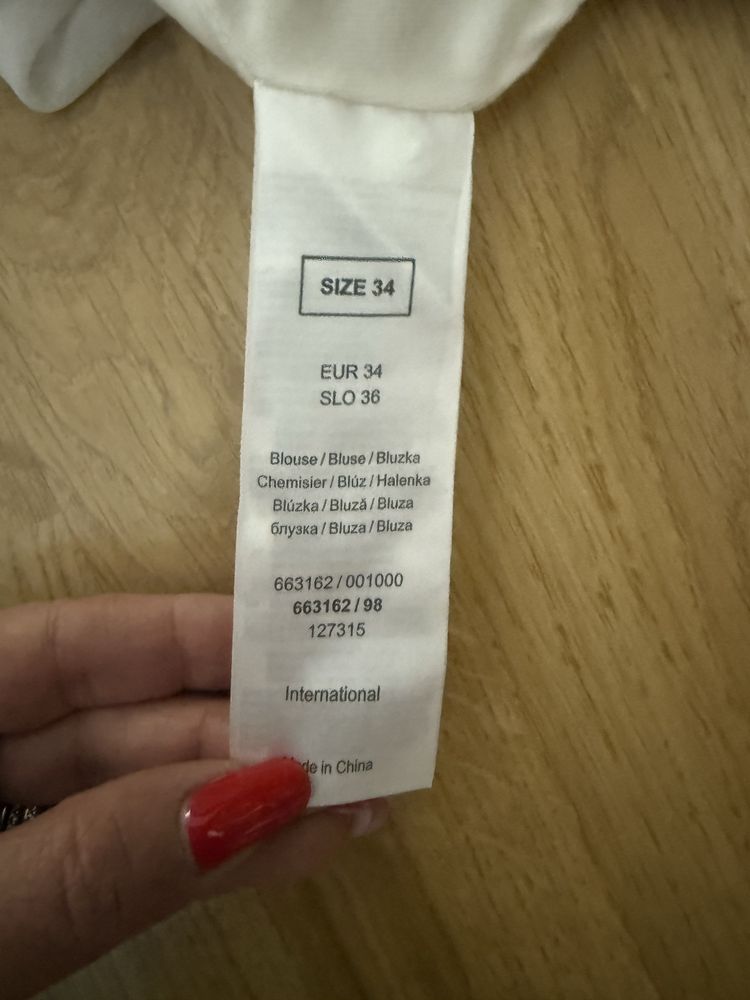 SIZE 34
EUR 34
SLO 36
Blouse / Bluse / Bluzka
Chemisier / Blúz / Halenka
Blúzka / Bluză / Bluza
блузка / Bluza / Bluza
663162 / 001000
663162 / 98
127315
International
in China